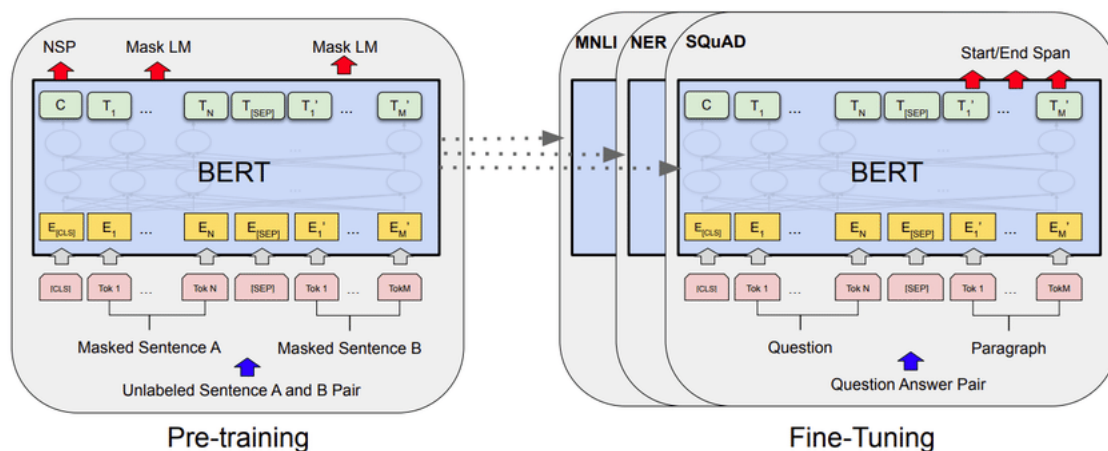 NSP Mask LM Mask LM
C T1 ... TN T[SEP] T1' ... TM'
BERT
E[CLS] E1 ... EN E[SEP] E1' ... EM'
[CLS] Tok 1 ... Tok N [SEP] Tok 1 ... TokM
Masked Sentence A Masked Sentence B
Unlabeled Sentence A and B Pair
Pre-training
MNLI NER SQuAD
Start/End Span
C T1 ... TN T[SEP] T1' ... TM'
BERT
E[CLS] E1 ... EN E[SEP] E1' ... EM'
[CLS] Tok 1 ... Tok N [SEP] Tok 1 ... TokM
Question Paragraph
Question Answer Pair
Fine-Tuning